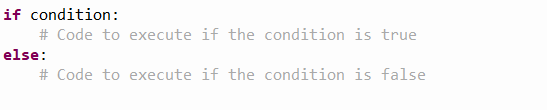 if condition:
    # Code to execute if the condition is true
else:
    # Code to execute if the condition is false